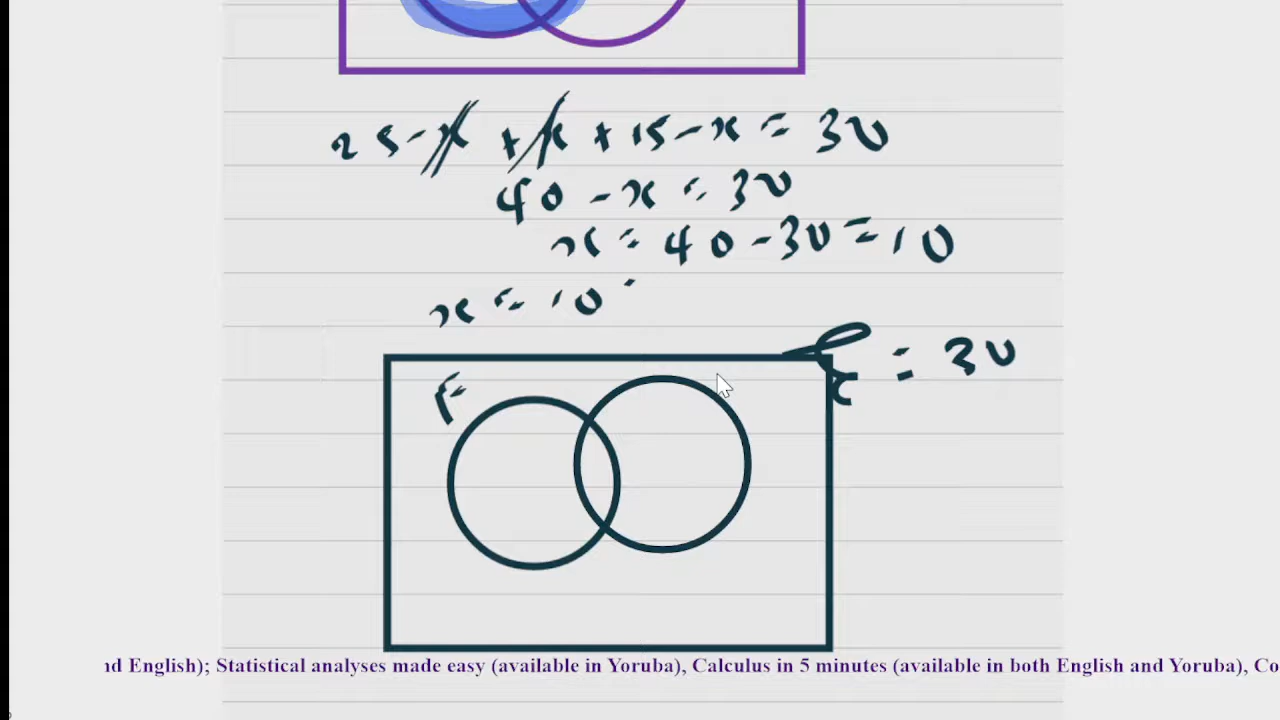 25-x + x + 15 - x = 30
40 - x = 30
x = 40 - 30 = 10
x = 10
ξ = 30
F
nd English); Statistical analyses made easy (available in Yoruba), Calculus in 5 minutes (available in both English and Yoruba), Co